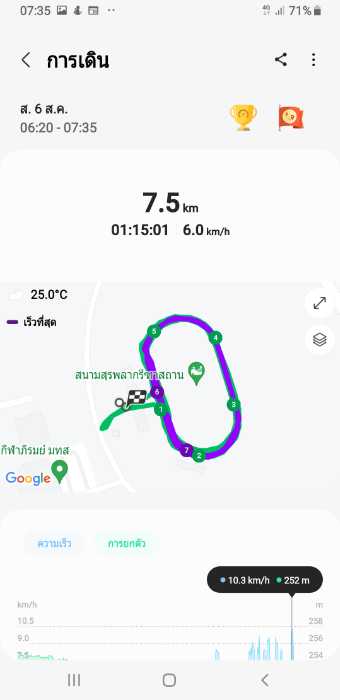 07:35
4G
71%
การเดิน
ส. 6 ส.ค.
06:20 - 07:35
7.5 km
01:15:01 6.0 km/h
25.0°C
เร็วที่สุด
5
4
สนามสุรพลากรีฑาสถาน
6
1
3
7
2
กีฬาภิรมย์ มทส
Google
ความเร็ว
การยกตัว
10.3 km/h 252 m
km/h
m
10.5
258
9.0
256
7.5
254